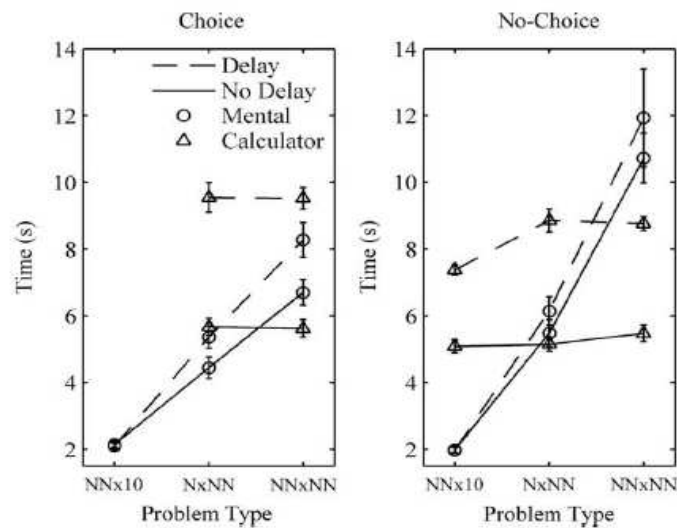 Choice
No-Choice
14
12
10
8
6
4
2
Time (s)
Delay
No Delay
Mental
Calculator
NNx10
NxNN
NNxNN
Problem Type
14
12
10
8
6
4
2
Time (s)
NNx10
NxNN
NNxNN
Problem Type